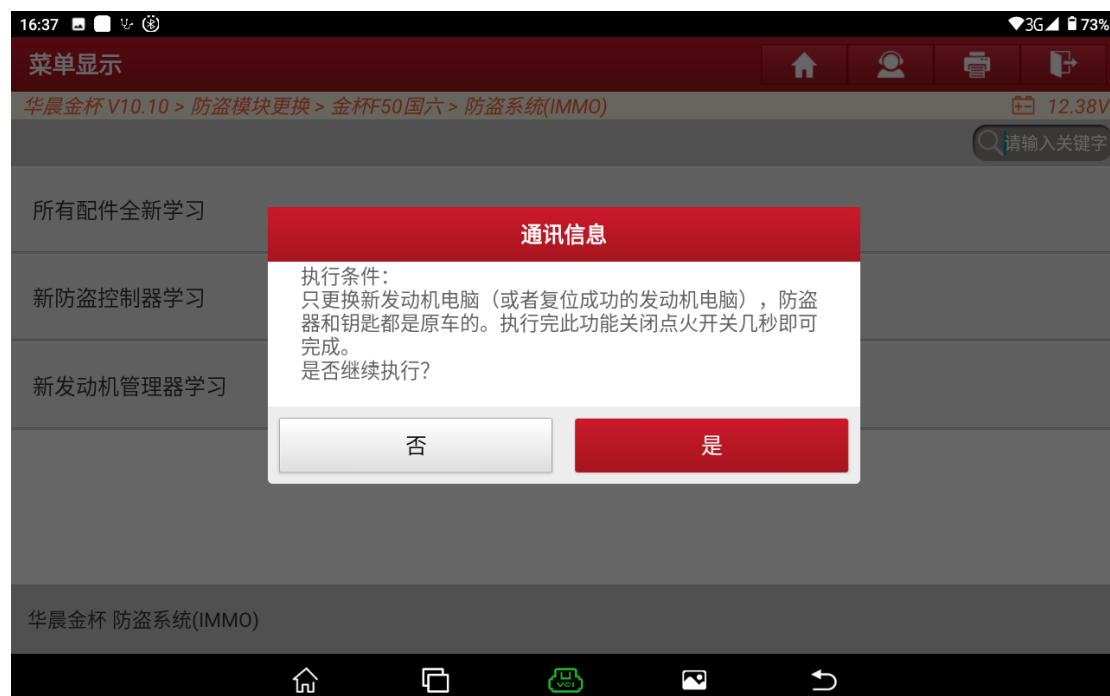 16:37
3G 73%
菜单显示
华晨金杯 V10.10 > 防盗模块更换 > 金杯F50国六 > 防盗系统(IMMO)
12.38V
请输入关键字
所有配件全新学习
通讯信息
执行条件：
只更换新发动机电脑（或者复位成功的发动机电脑），防盗
器和钥匙都是原车的。执行完此功能关闭点火开关几秒即可
完成。
是否继续执行？
新防盗控制器学习
新发动机管理器学习
否
是
华晨金杯 防盗系统(IMMO)
VCI